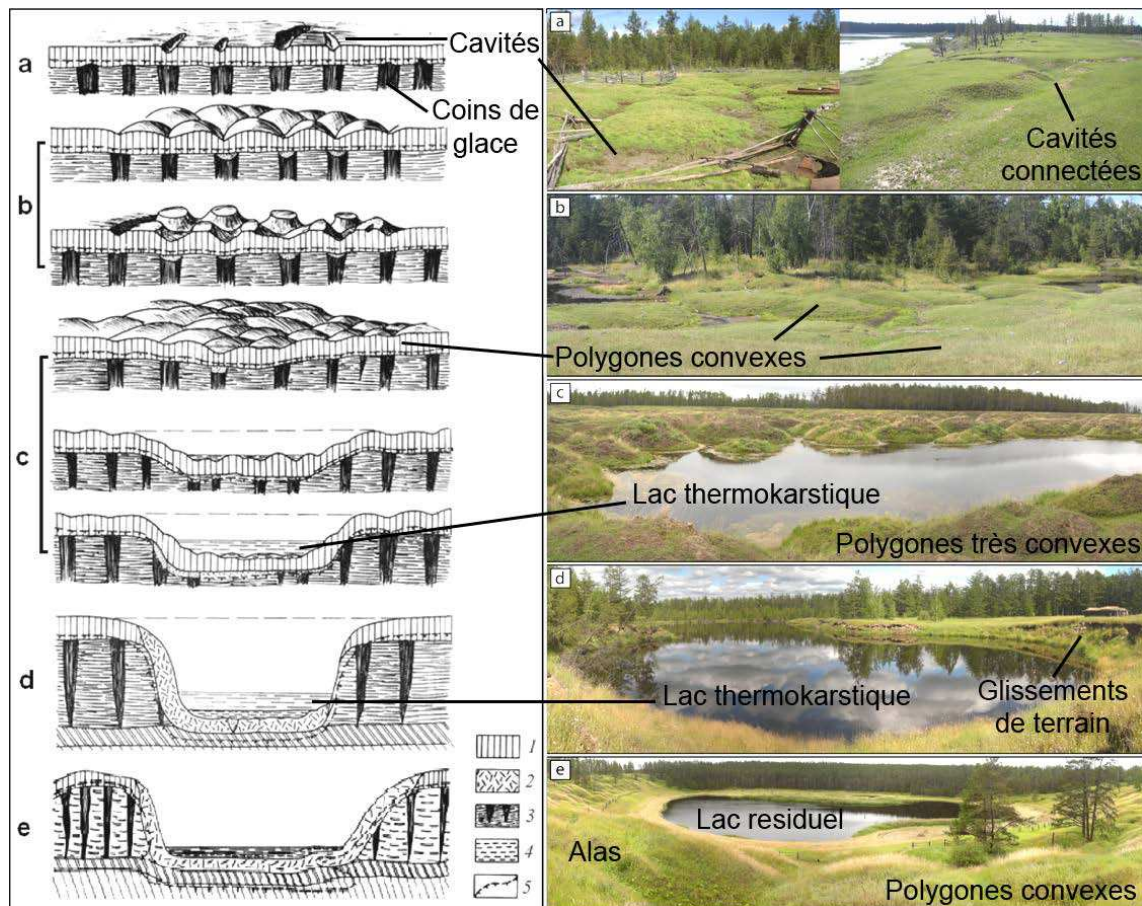 a
Cavités
Coins de
glace
b
Polygones convexes
c
Lac thermokarstique
d
Lac thermokarstique
e
1
2
3
4
5
a
Cavités
connectées
b
c
Polygones très convexes
d
Glissements
de terrain
e
Lac residuel
Alas
Polygones convexes